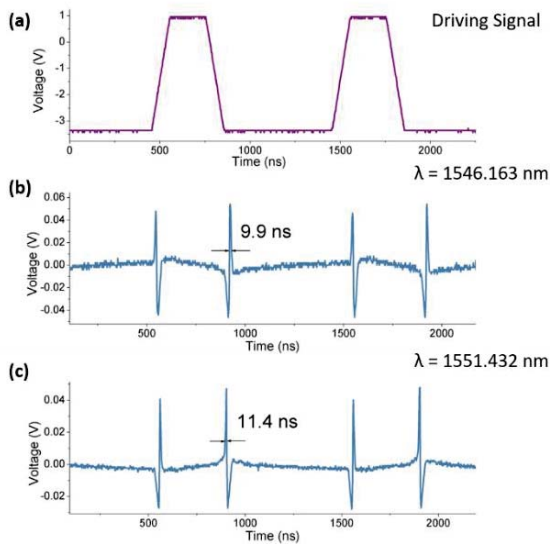 (a)
Driving Signal
Voltage (V)
1
0
-1
-2
-3
0
500
1000
1500
2000
Time (ns)
λ = 1546.163 nm
(b)
Voltage (V)
0.06
0.04
0.02
0.00
-0.02
-0.04
9.9 ns
500
1000
1500
2000
Time (ns)
λ = 1551.432 nm
(c)
Voltage (V)
0.04
0.02
0.00
-0.02
11.4 ns
500
1000
1500
2000
Time (ns)